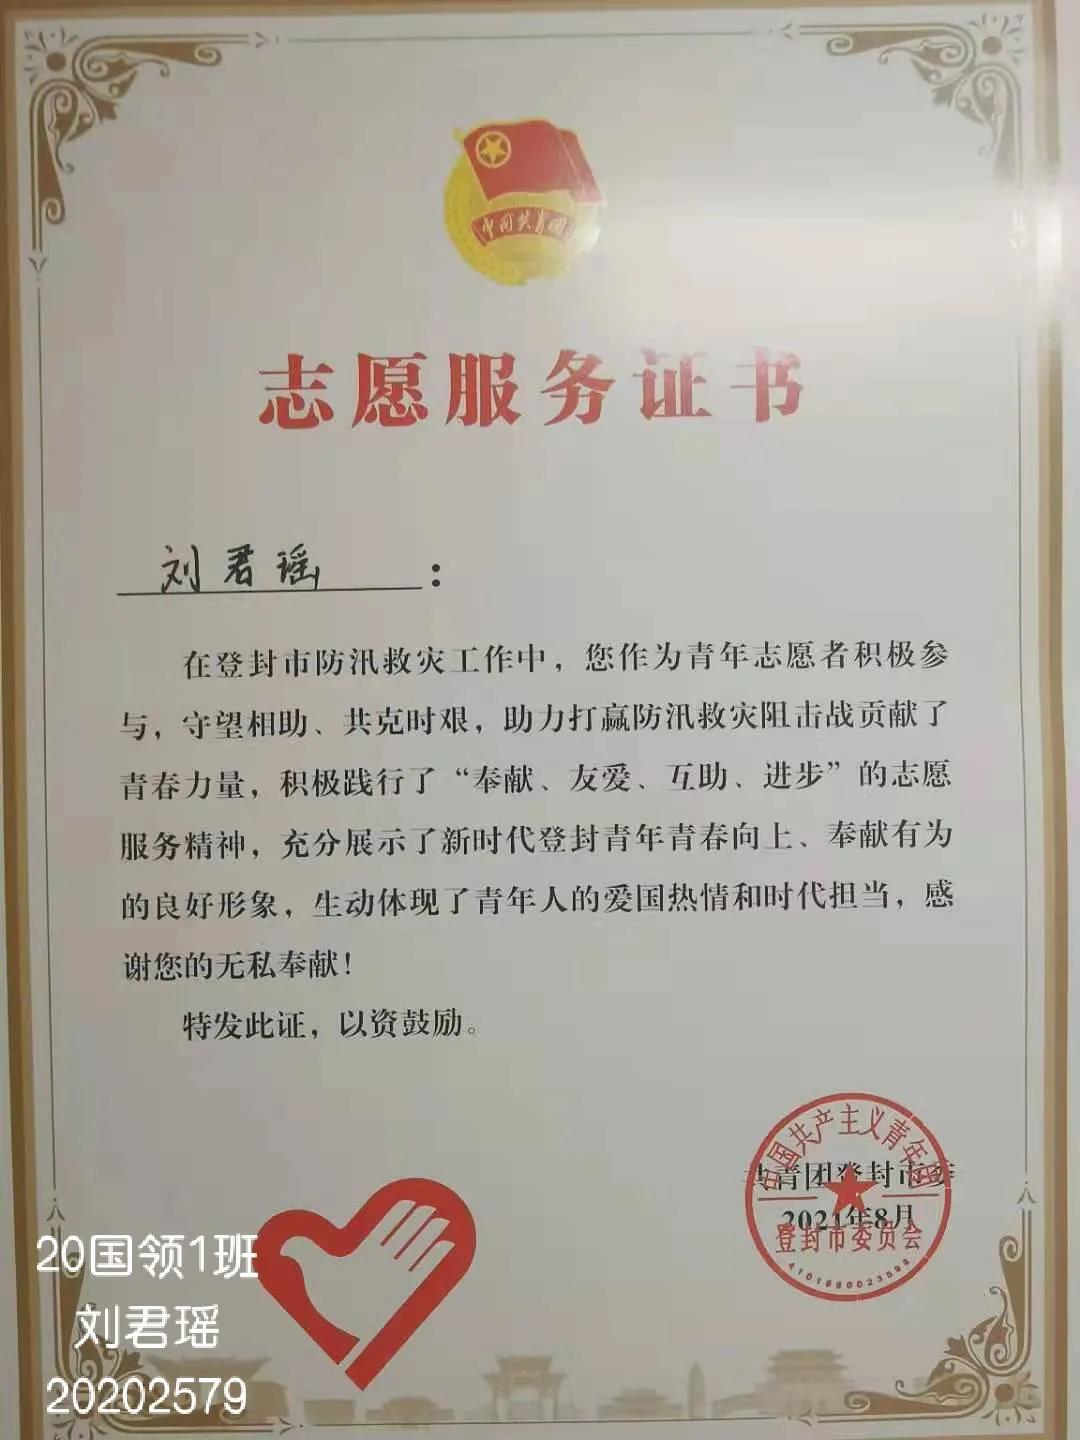 中国共青团
志愿服务证书
刘君瑶：
在登封市防汛救灾工作中，您作为青年志愿者积极参
与，守望相助、共克时艰，助力打赢防汛救灾阻击战贡献了
青春力量，积极践行了“奉献、友爱、互助、进步”的志愿
服务精神，充分展示了新时代登封青年青春向上、奉献有为
的良好形象，生动体现了青年人的爱国热情和时代担当，感
谢您的无私奉献！
特发此证，以资鼓励。
共青团登封市委
2021年8月
中国共产主义青年团
登封市委员会
20国领1班
刘君瑶
20202579